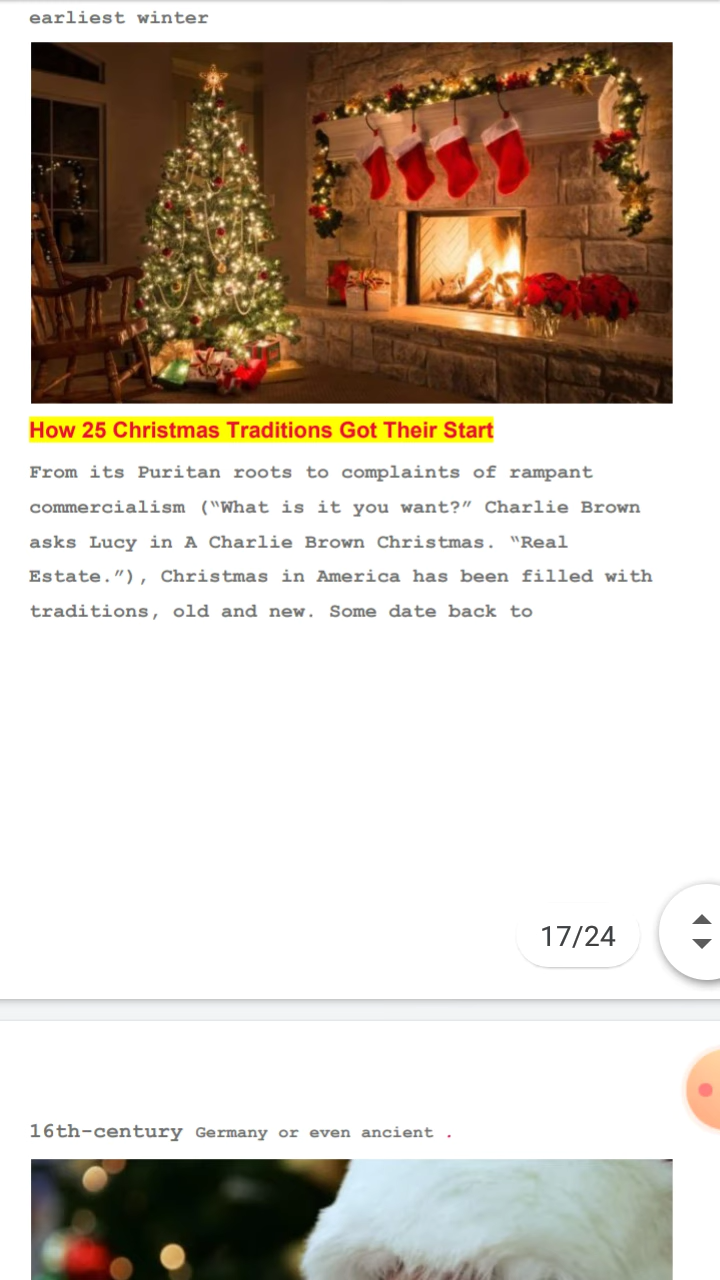 earliest winter
How 25 Christmas Traditions Got Their Start
From its Puritan roots to complaints of rampant
commercialism (“What is it you want?” Charlie Brown
asks Lucy in A Charlie Brown Christmas. “Real
Estate.”), Christmas in America has been filled with
traditions, old and new. Some date back to
17/24
16th-century Germany or even ancient .